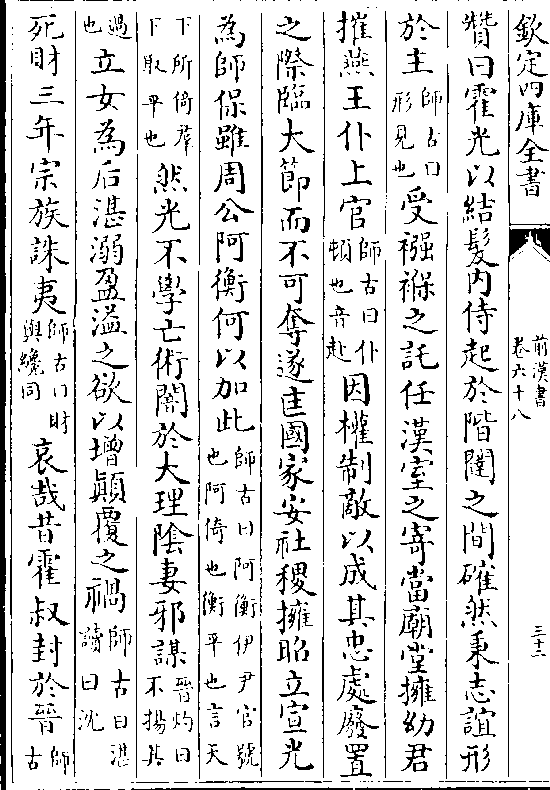 欽定四庫全書
前漢書
卷六十八
三十二
贊曰霍光以結髮內侍起於階闥之間確然秉志誼形
於主師古曰形見也受襁褓之託任漢室之寄當廟堂擁幼君
摧燕王仆上官師古曰仆頓也音赴因權制敵以成其忠處廢置
之際臨大節而不可奪遂匡國家安社稷擁昭立宣光
為師保雖周公阿衡何以加此師古曰阿衡伊尹官號也阿倚也衡平也言天
下所倚羣下取平也然光不學亡術闇於大理陰妻邪謀晉灼曰不揚其
過也立女為后湛溺盈溢之欲以增顛覆之禍師古曰湛讀曰沈
死財三年宗族誅夷師古曰財與纔同哀哉昔霍叔封於晉師古